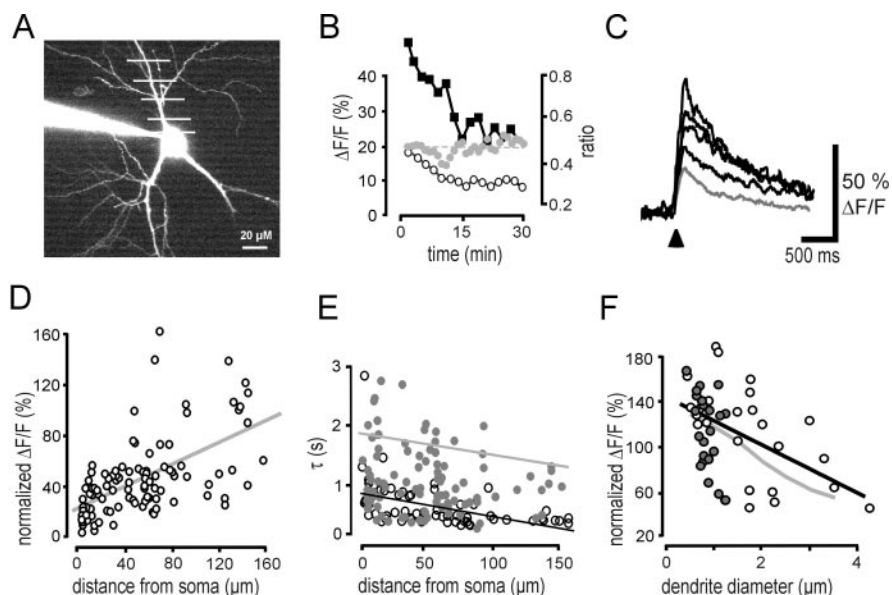 A
20 µM
B
ΔF/F (%)
40
30
20
10
0
0.8
0.6
0.4
0.2
ratio
0
15
30
time (min)
C
50 %
ΔF/F
500 ms
D
normalized ΔF/F (%)
160
120
80
40
0
0
40
80
120
160
distance from soma (µm)
E
τ (s)
3
2
1
0
0
50
100
150
distance from soma (µm)
F
normalized ΔF/F (%)
180
140
100
60
20
0
2
4
dendrite diameter (µm)